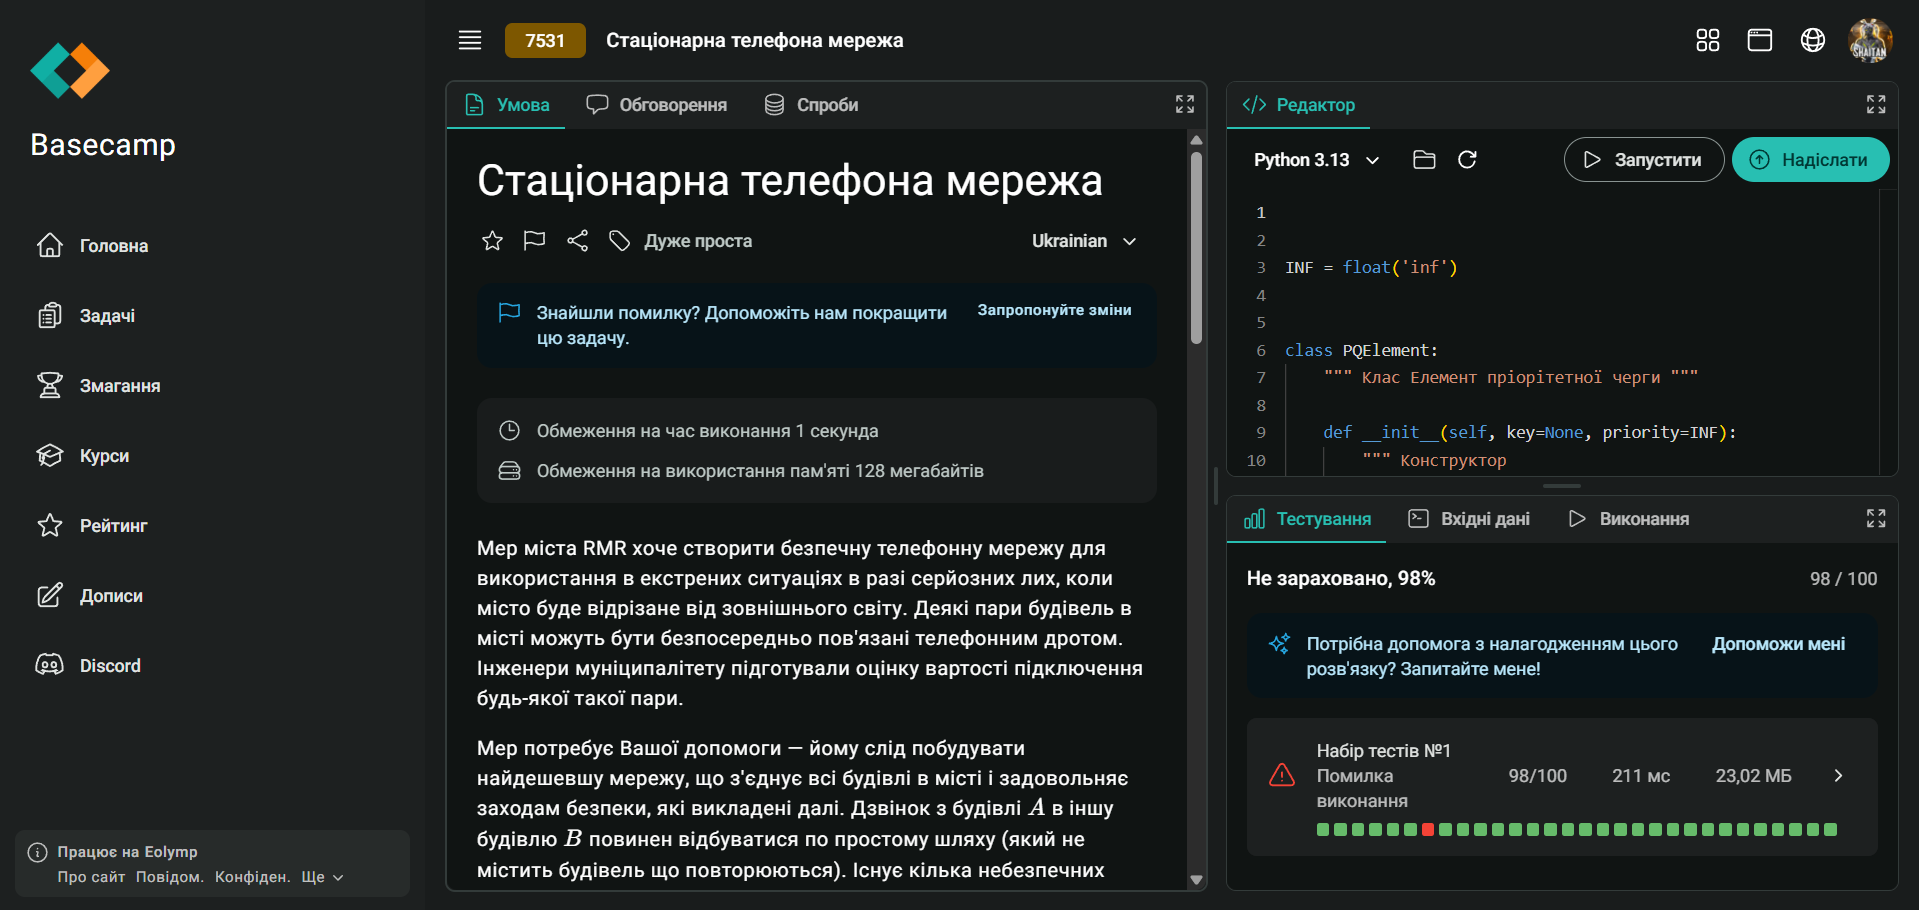 Basecamp
Головна
Задачі
Змагання
Курси
Рейтинг
Дописи
Discord
Працює на Eolymp
Про сайт Повідом. Конфіден. Ще
7531 Стаціонарна телефона мережа
Умова Обговорення Спроби
Стаціонарна телефона мережа
Дуже проста Ukrainian
Знайшли помилку? Допоможіть нам покращити
цю задачу.
Запропонуйте зміни
Обмеження на час виконання 1 секунда
Обмеження на використання пам'яті 128 мегабайтів
Мер міста RMR хоче створити безпечну телефонну мережу для
використання в екстрених ситуаціях в разі серйозних лих, коли
місто буде відрізане від зовнішнього світу. Деякі пари будівель в
місті можуть бути безпосередньо пов'язані телефонним дротом.
Інженери муніципалітету підготували оцінку вартості підключення
будь-якої такої пари.
Мер потребує Вашої допомоги — йому слід побудувати
найдешевшу мережу, що з'єднує всі будівлі в місті і задовольняє
заходам безпеки, які викладені далі. Дзвінок з будівлі A в іншу
будівлю B повинен відбуватися по простому шляху (який не
містить будівель що повторюються). Існує кілька небезпечних
Редактор
Python 3.13 Запустити Надіслати
1
2
3 INF = float('inf')
4
5
6 class PQElement:
7 """ Клас Елемент пріорітетної черги """
8
9 def __init__(self, key=None, priority=INF):
10 """ Конструктор
Тестування Вхідні дані Виконання
Не зараховано, 98% 98 / 100
Потрібна допомога з налагодженням цього
розв'язку? Запитайте мене!
Допоможи мені
Набір тестів №1
Помилка
виконання
98/100 211 мс 23,02 МБ
SHAITAN